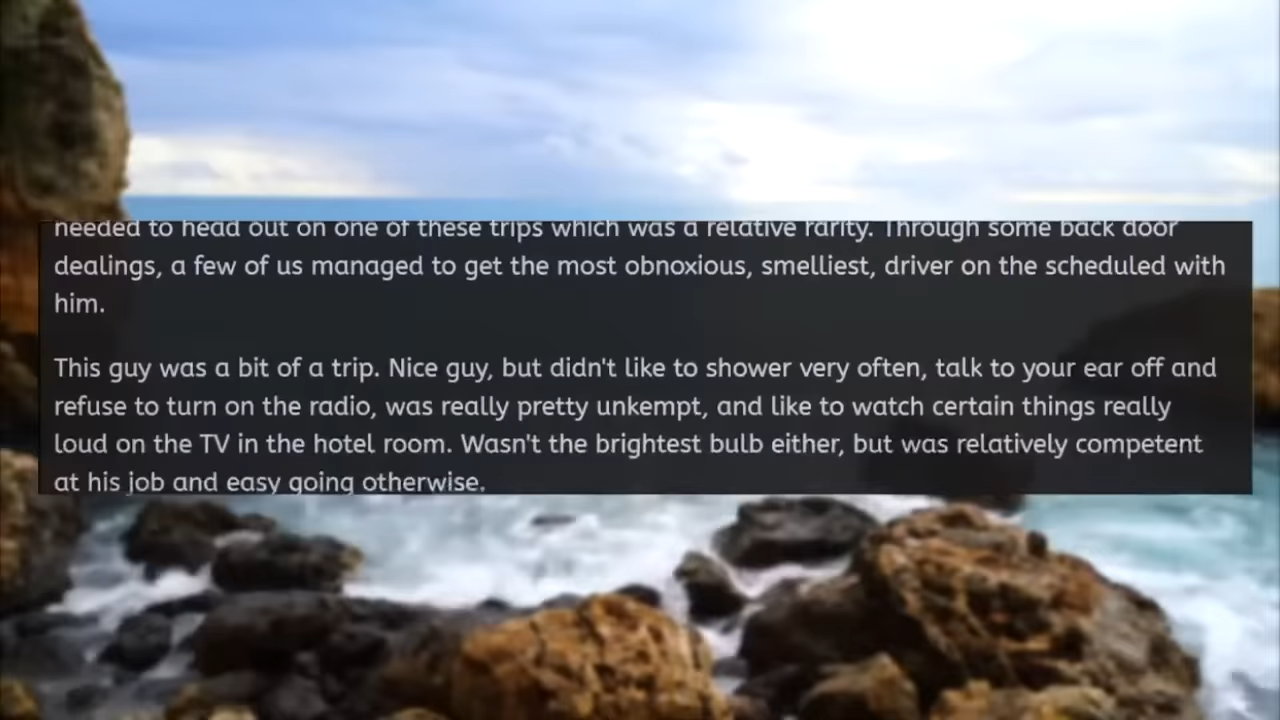 needed to head out on one of these trips which was a relative rarity. Through some back door
dealings, a few of us managed to get the most obnoxious, smelliest, driver on the scheduled with
him.
This guy was a bit of a trip. Nice guy, but didn't like to shower very often, talk to your ear off and
refuse to turn on the radio, was really pretty unkempt, and like to watch certain things really
loud on the TV in the hotel room. Wasn't the brightest bulb either, but was relatively competent
at his job and easy going otherwise.